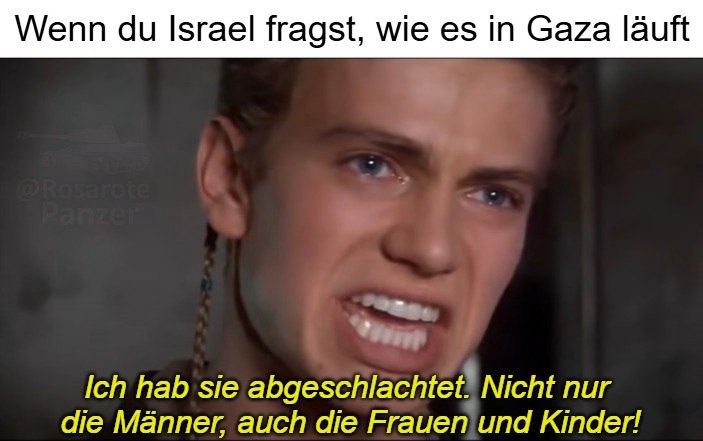 Wenn du Israel fragst, wie es in Gaza läuft
@Rosarote
Panzer
Ich hab sie abgeschlachtet. Nicht nur
die Männer, auch die Frauen und Kinder!